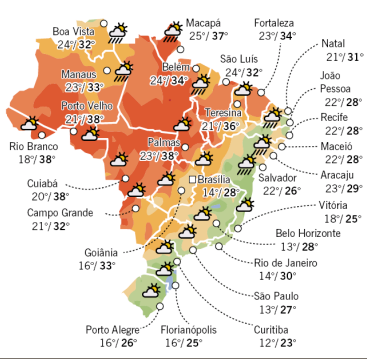 Boa Vista
24°/ 32°
Macapá
25°/ 37°
Fortaleza
23°/ 34°
Natal
21°/ 31°
Manaus
23°/ 33°
Belém
24°/ 34°
São Luís
24°/ 32°
João
Pessoa
22°/ 28°
Porto Velho
21°/ 38°
Teresina
21°/ 36°
Recife
22°/ 28°
Rio Branco
18°/ 38°
Palmas
23°/ 38°
Maceió
22°/ 28°
Cuiabá
20°/ 38°
Brasília
14°/ 28°
Salvador
22°/ 26°
Aracaju
23°/ 29°
Campo Grande
21°/ 32°
Vitória
18°/ 25°
Goiânia
16°/ 33°
Belo Horizonte
13°/ 28°
Rio de Janeiro
14°/ 30°
São Paulo
13°/ 27°
Porto Alegre
16°/ 26°
Florianópolis
16°/ 25°
Curitiba
12°/ 23°